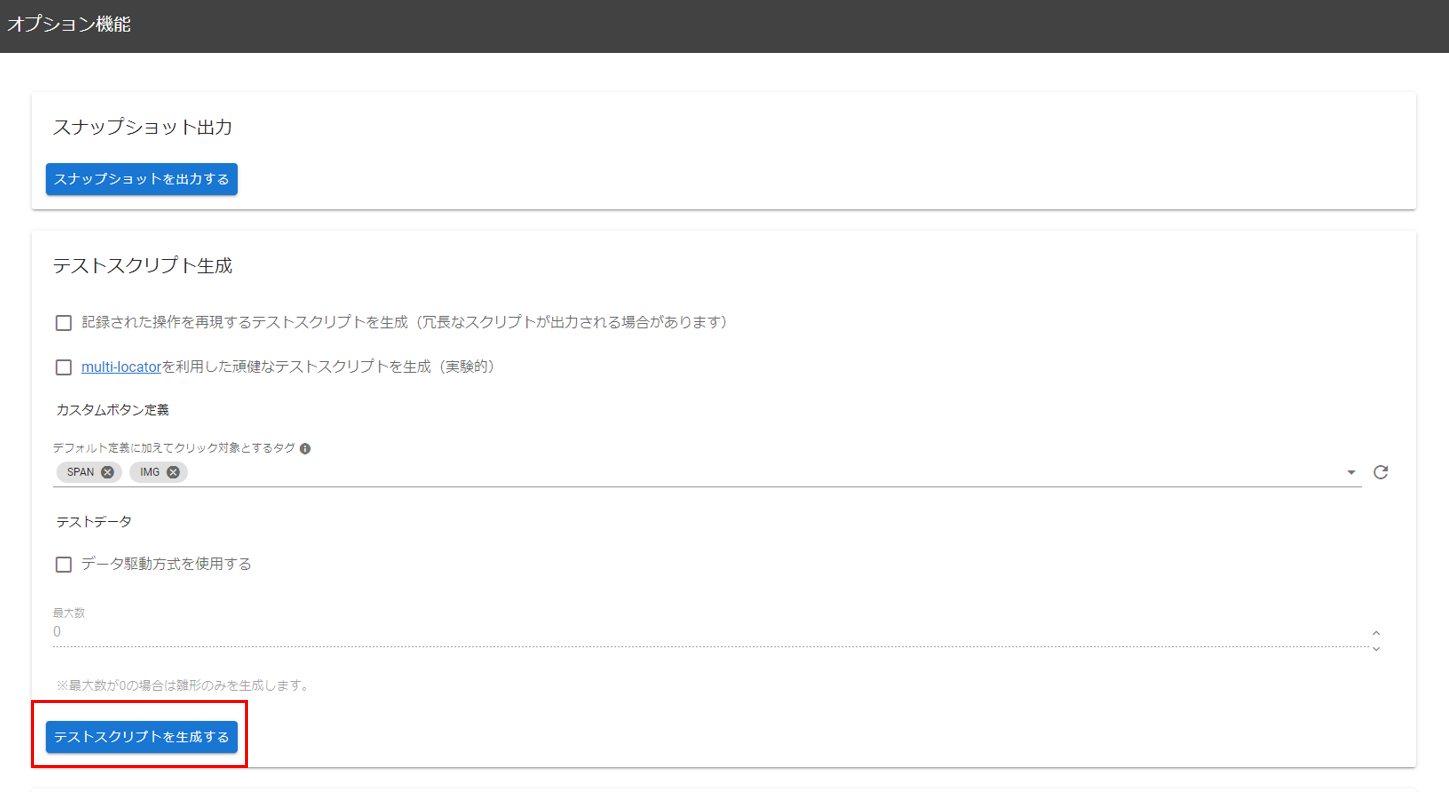 オプション機能
スナップショット出力
スナップショットを出力する
テストスクリプト生成
記録された操作を再現するテストスクリプトを生成（冗長なスクリプトが出力される場合があります）
multi-locatorを利用した頑健なテストスクリプトを生成（実験的）
カスタムボタン定義
デフォルト定義に加えてクリック対象とするタグ
SPAN IMG
テストデータ
データ駆動方式を使用する
最大数
0
※最大数が0の場合は雛形のみを生成します。
テストスクリプトを生成する